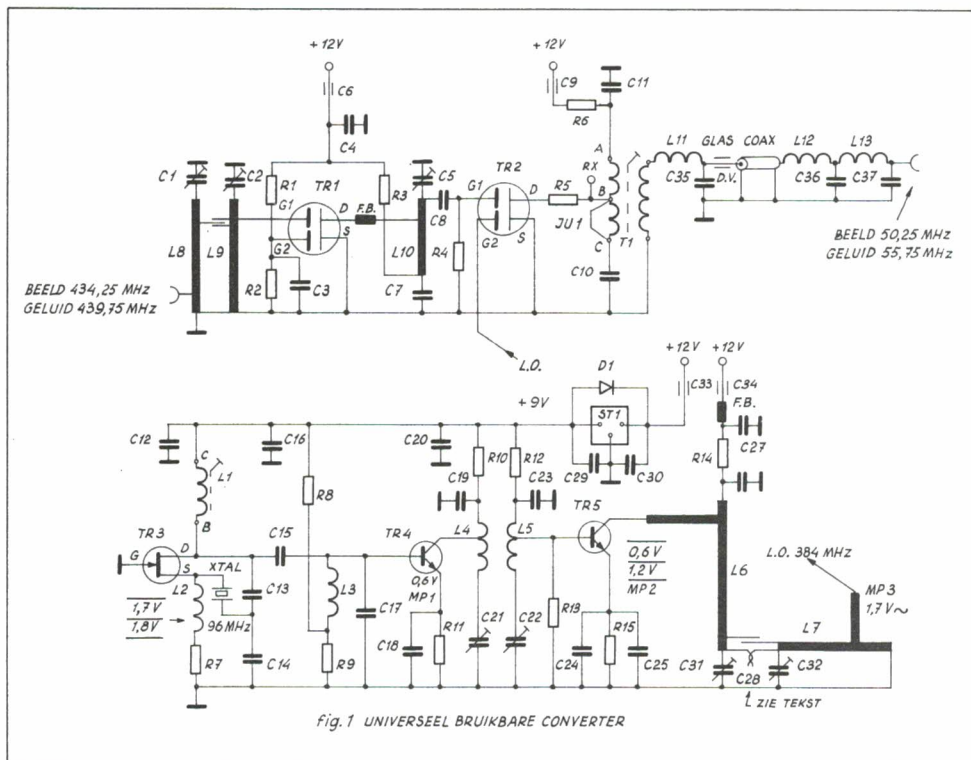 +12V
+12V
C6
C9
C11
R6
C4
C1
C2
R1
TR1
R3
C5
TR2
RX
A
L11
GLAS COAX
L12
L13
G1
D
F.B.
C8
G1
D
R5
B
C35
D.V.
C36
C37
G2
S
G2
S
JU1
C
T1
L8
L9
L10
R4
R2
C3
C7
C10
BEELD 434,25 MHz
GELUID 439,75 MHz
BEELD 50,25 MHz
GELUID 55,75 MHz
L.O.
+12V
+12V
D1
C33
C34
+9V
ST1
F.B.
C12
C16
C20
R10
R12
C29
C30
C27
R14
C
L1
B
R8
C19
C23
TR3
C15
TR4
L4
L5
TR5
G
D
S
XTAL
L2
C13
L3
C17
0,6V
MP1
0,6V
1,2V
MP2
L6
L.O. 384 MHz
MP3
1,7V~
1,7V
1,8V
96MHz
C18
R11
C21
C22
R13
R15
L7
R7
C14
R9
C24
C25
C31
C28
C32
ZIE TEKST
fig.1 UNIVERSEEL BRUIKBARE CONVERTER